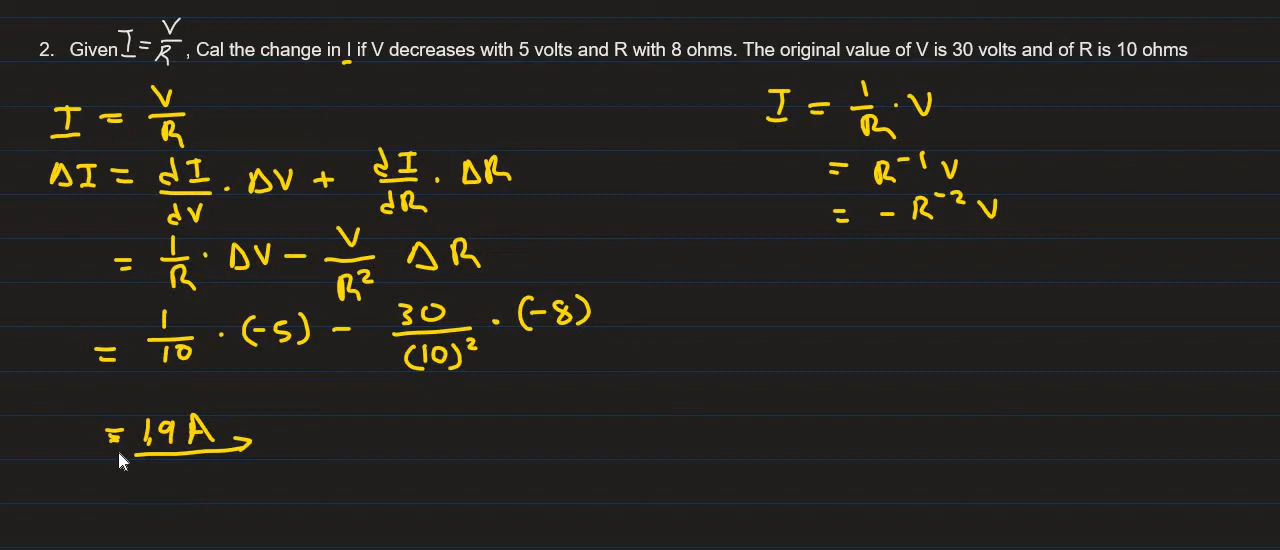 2. Given I = V/R , Cal the change in I if V decreases with 5 volts and R with 8 ohms. The original value of V is 30 volts and of R is 10 ohms
I = V/R
ΔI = dI/dV · ΔV + dI/dR · ΔR
= 1/R · ΔV − V/R² ΔR
= 1/10 · (-5) − 30/(10)² · (-8)
= 1,9 A
I = 1/R · V
= R⁻¹ V
= - R⁻² V